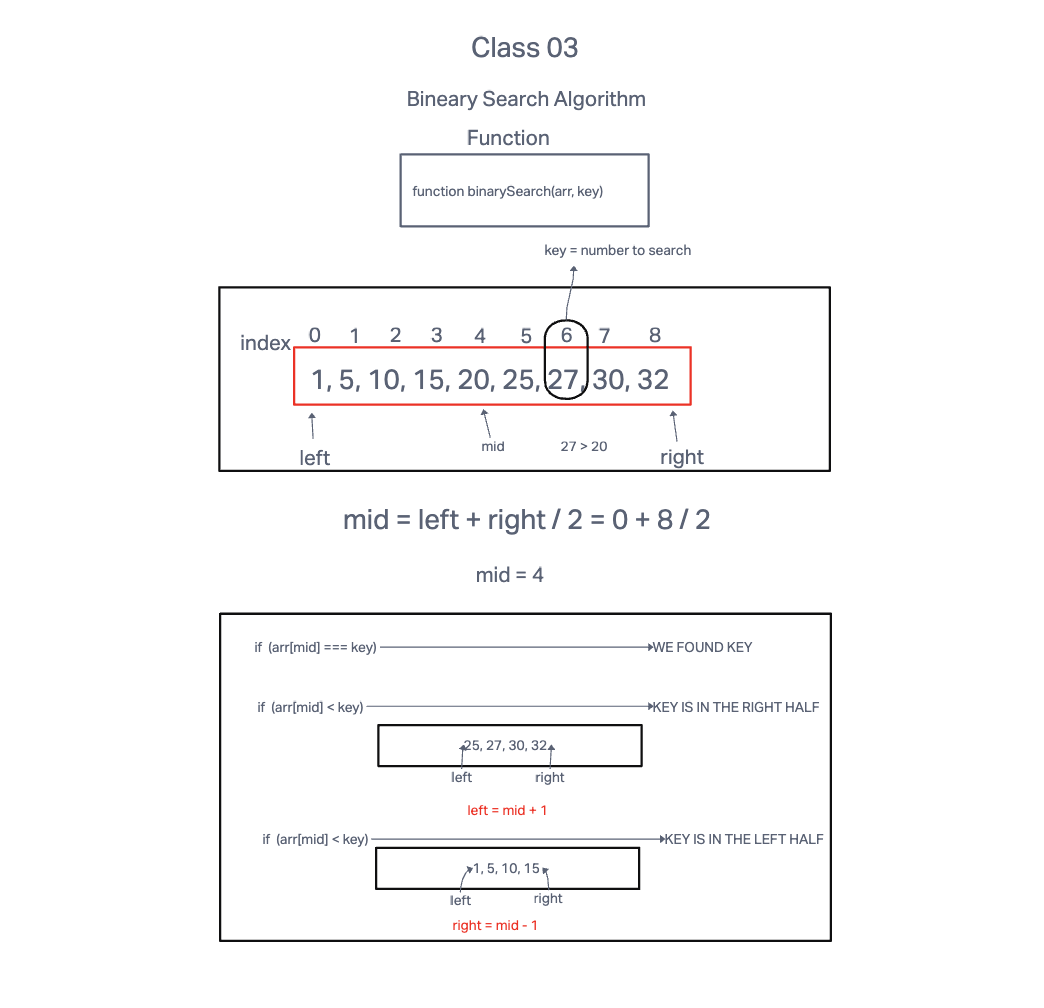 Class 03
Bineary Search Algorithm
Function
function binarySearch(arr, key)
key = number to search
index 0 1 2 3 4 5 6 7 8
1, 5, 10, 15, 20, 25, 27, 30, 32
left mid 27 > 20 right
mid = left + right / 2 = 0 + 8 / 2
mid = 4
if (arr[mid] === key) WE FOUND KEY
if (arr[mid] < key) KEY IS IN THE RIGHT HALF
25, 27, 30, 32
left right
left = mid + 1
if (arr[mid] < key) KEY IS IN THE LEFT HALF
1, 5, 10, 15
left right
right = mid - 1